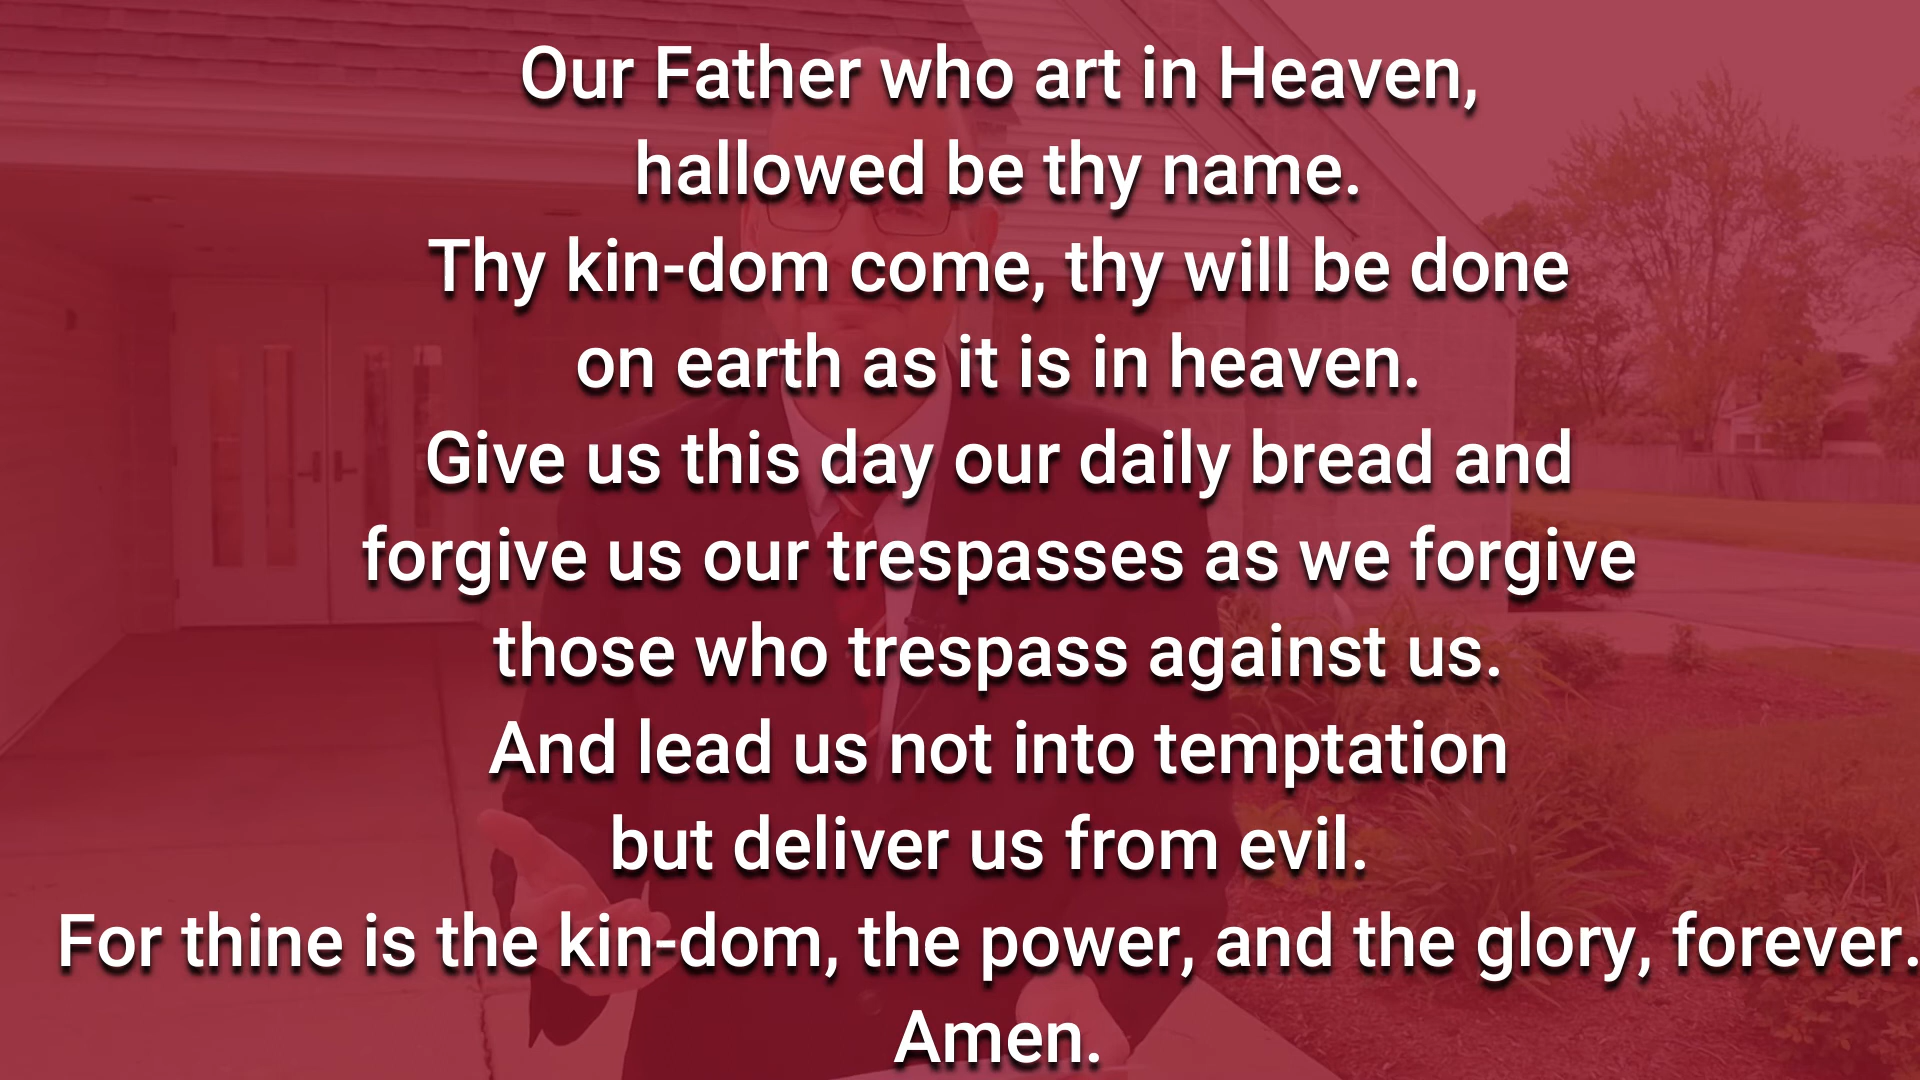 Our Father who art in Heaven,
hallowed be thy name.
Thy kin-dom come, thy will be done
on earth as it is in heaven.
Give us this day our daily bread and
forgive us our trespasses as we forgive
those who trespass against us.
And lead us not into temptation
but deliver us from evil.
For thine is the kin-dom, the power, and the glory, forever.
Amen.